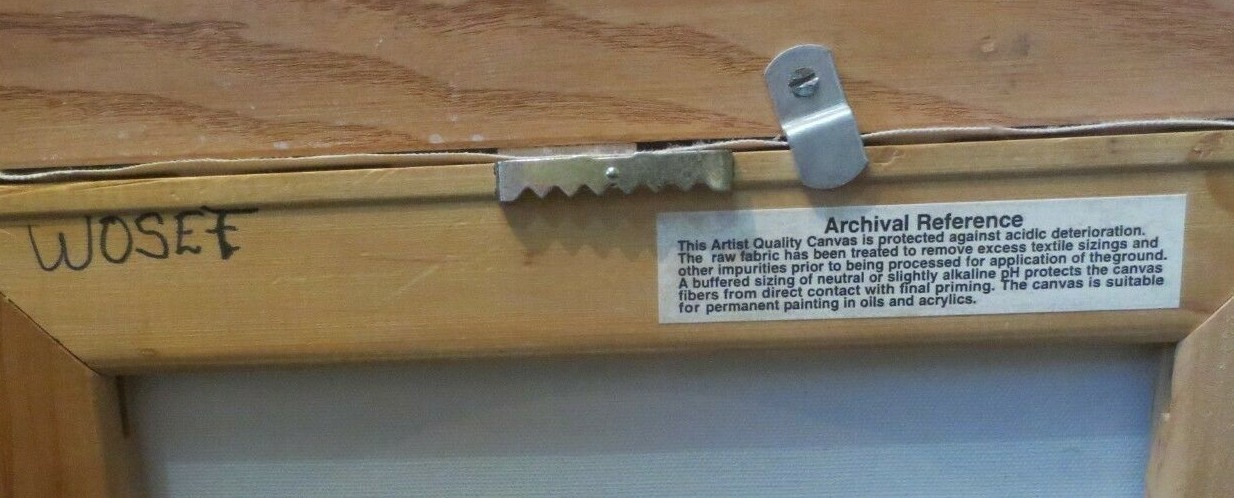 WOSEF
Archival Reference
This Artist Quality Canvas is protected against acidic deterioration.
The raw fabric has been treated to remove excess textile sizings and
other impurities prior to being processed for application of theground.
A buffered sizing of neutral or slightly alkaline pH protects the canvas
fibers from direct contact with final priming. The canvas is suitable
for permanent painting in oils and acrylics.